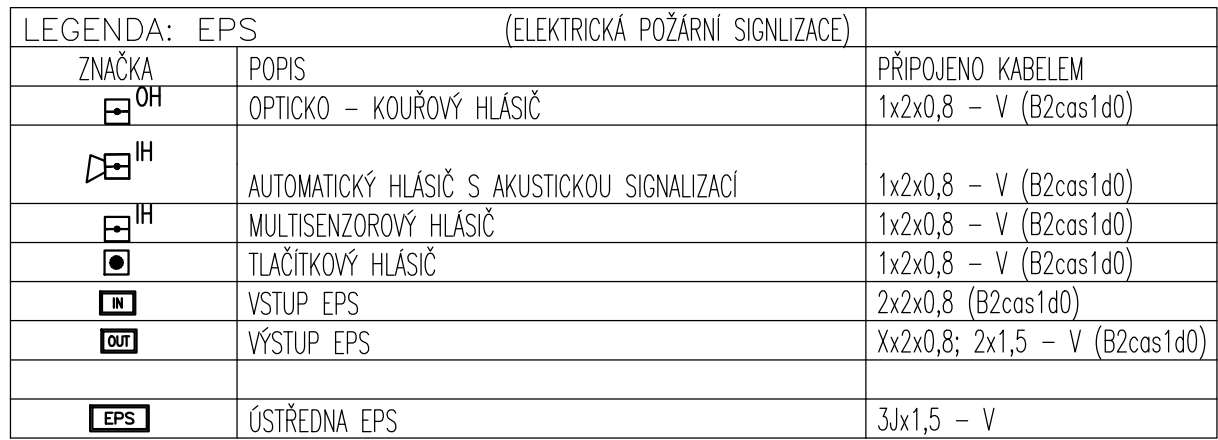 LEGENDA: EPS (ELEKTRICKÁ POŽÁRNÍ SIGNLIZACE)
ZNAČKA POPIS PŘIPOJENO KABELEM
OH OPTICKO – KOUŘOVÝ HLÁSIČ 1x2x0,8 – V (B2cas1d0)
IH
AUTOMATICKÝ HLÁSIČ S AKUSTICKOU SIGNALIZACÍ 1x2x0,8 – V (B2cas1d0)
IH MULTISENZOROVÝ HLÁSIČ 1x2x0,8 – V (B2cas1d0)
TLAČÍTKOVÝ HLÁSIČ 1x2x0,8 – V (B2cas1d0)
IN VSTUP EPS 2x2x0,8 (B2cas1d0)
OUT VÝSTUP EPS Xx2x0,8; 2x1,5 – V (B2cas1d0)
EPS ÚSTŘEDNA EPS 3Jx1,5 – V